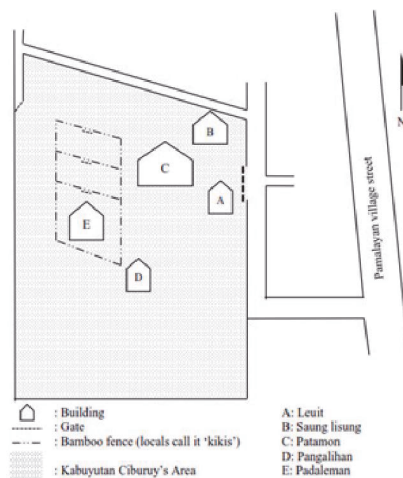 B
C
A
E
D
N
Pamalayan village street
: Building
: Gate
: Bamboo fence (locals call it 'kikis')
: Kabuyutan Ciburuy's Area
A: Leuit
B: Saung lisung
C: Patamon
D: Pangalihan
E: Padaleman